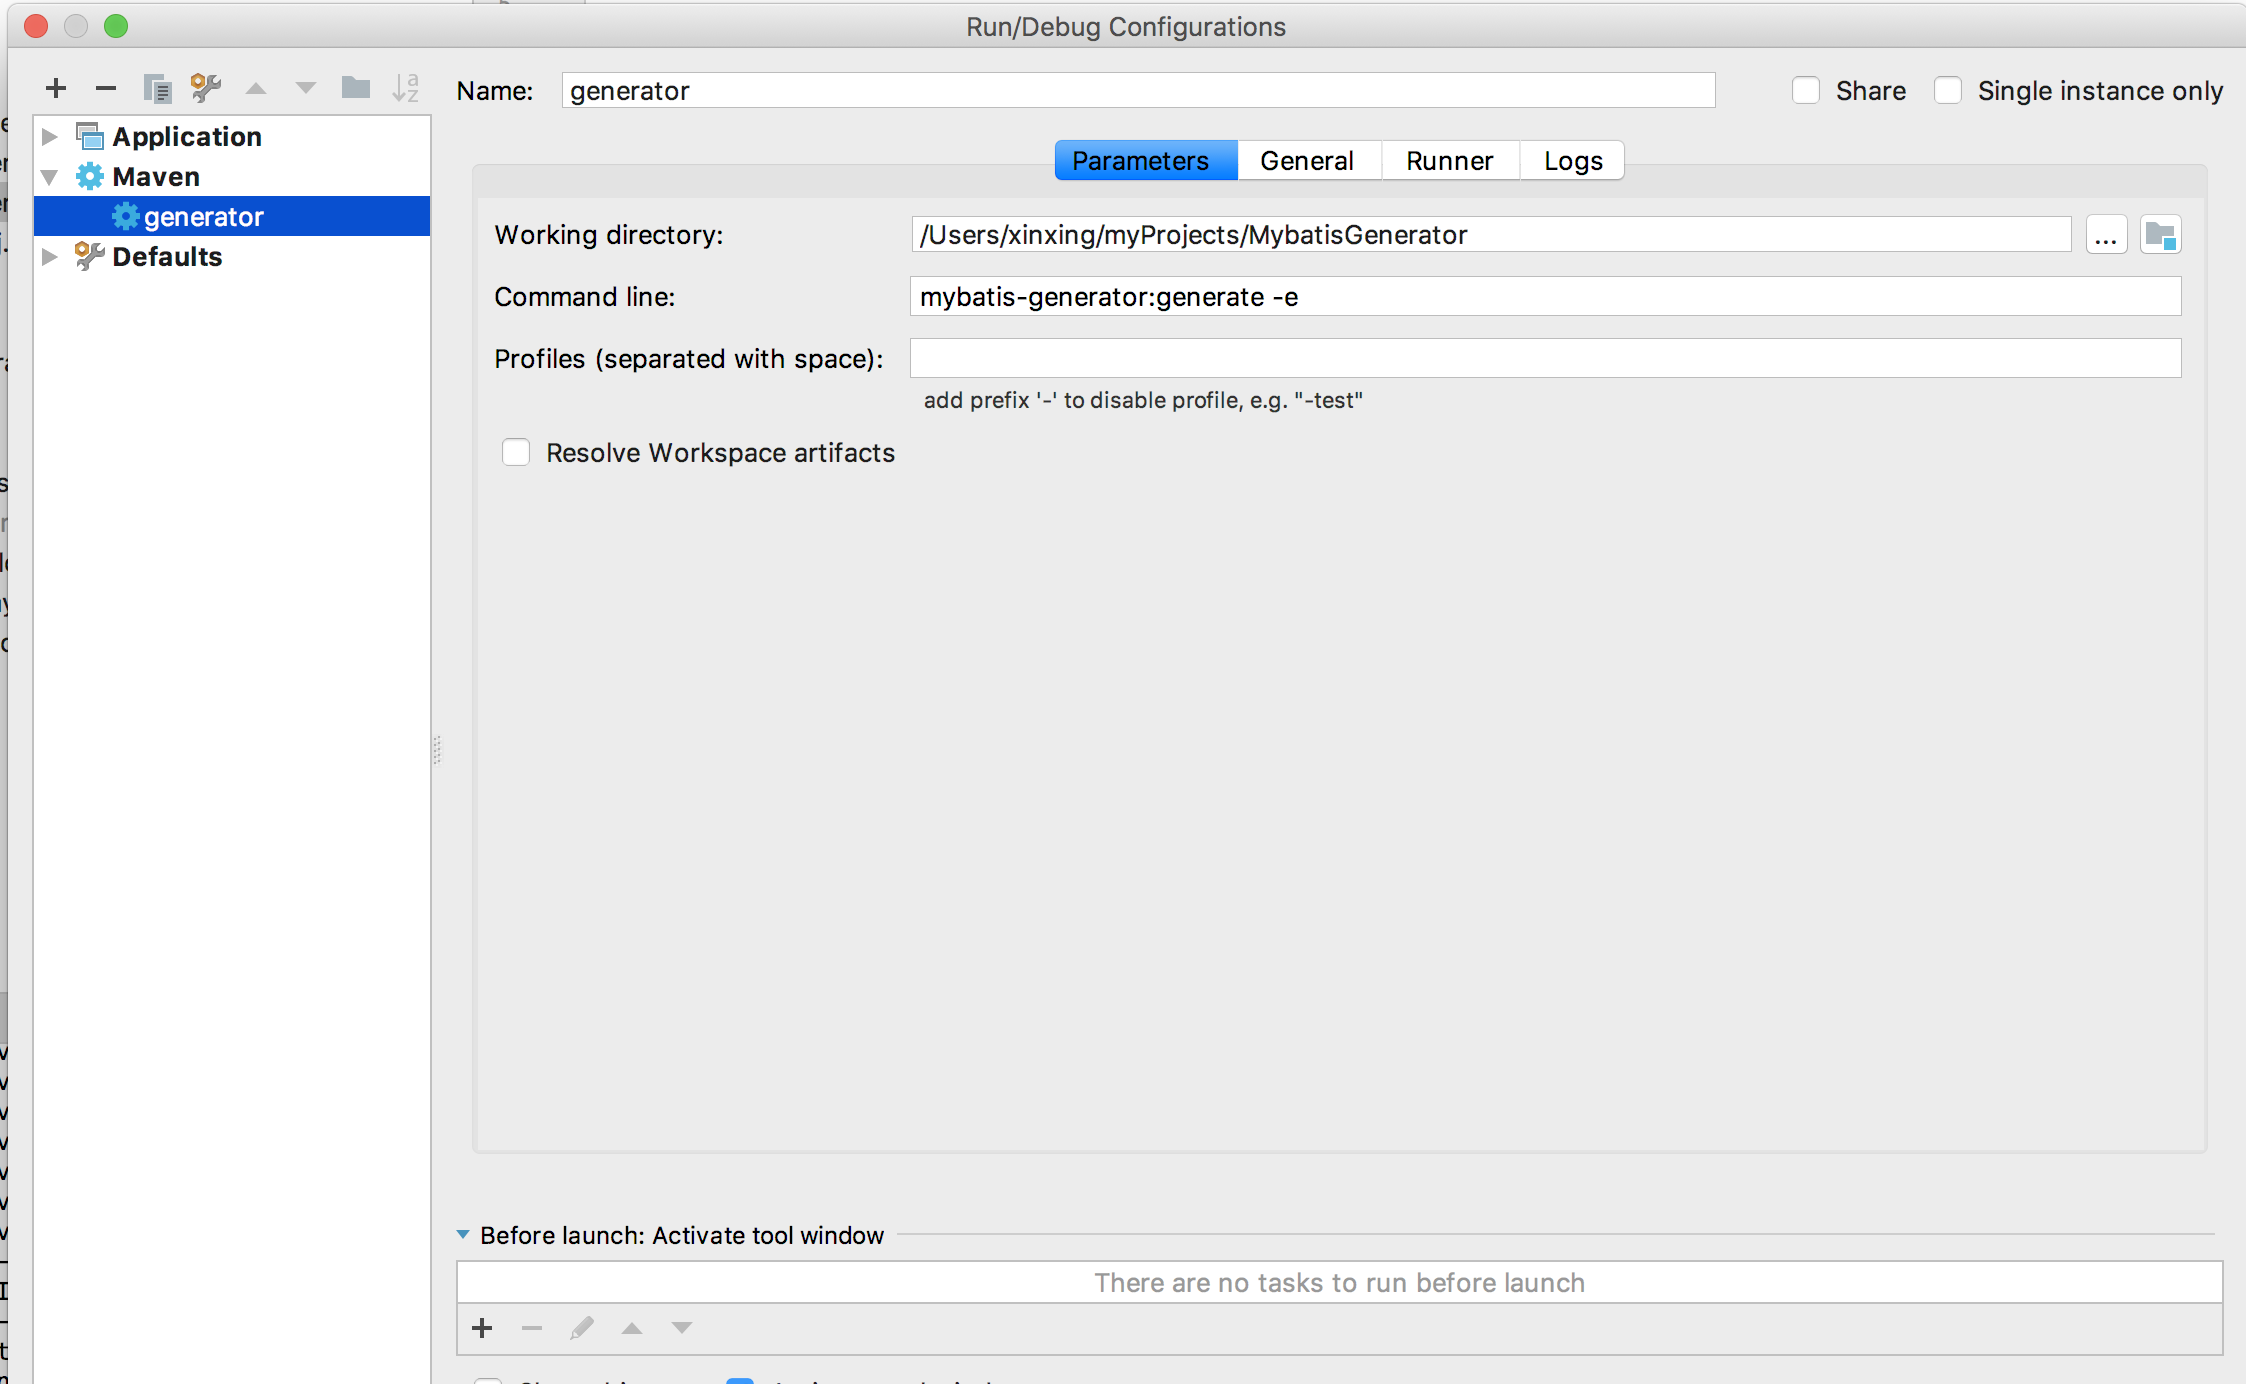 Run/Debug Configurations
Name: generator Share Single instance only
Application
Maven
generator
Defaults
Parameters General Runner Logs
Working directory: /Users/xinxing/myProjects/MybatisGenerator ...
Command line: mybatis-generator:generate -e
Profiles (separated with space):
add prefix '-' to disable profile, e.g. "-test"
Resolve Workspace artifacts
Before launch: Activate tool window
There are no tasks to run before launch